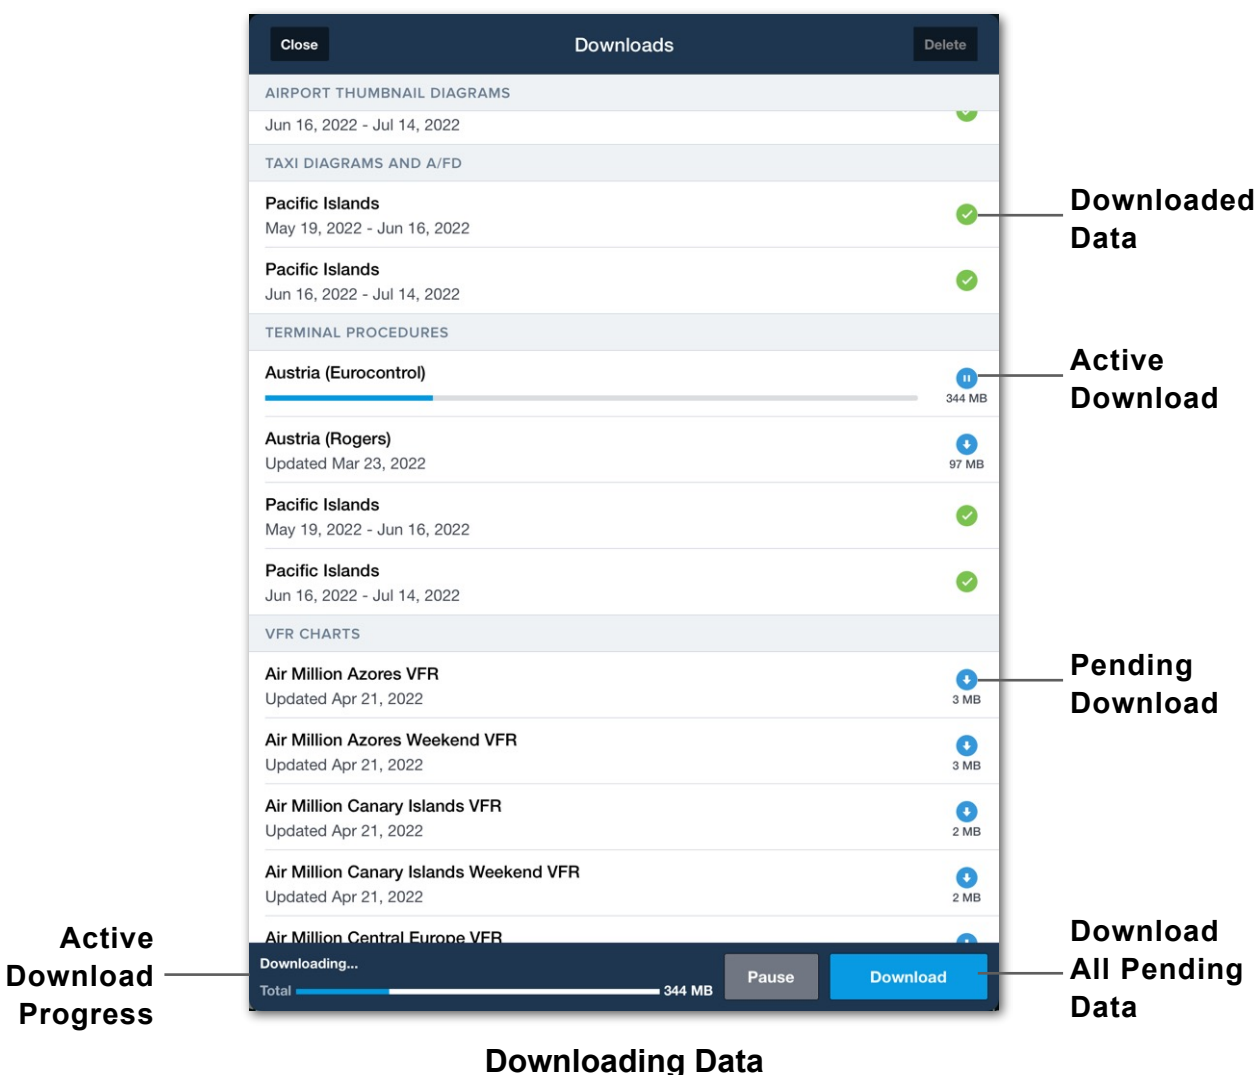 Close
Downloads
Delete
AIRPORT THUMBNAIL DIAGRAMS
Jun 16, 2022 - Jul 14, 2022
TAXI DIAGRAMS AND A/FD
Pacific Islands
May 19, 2022 - Jun 16, 2022
Downloaded
Data
Pacific Islands
Jun 16, 2022 - Jul 14, 2022
TERMINAL PROCEDURES
Austria (Eurocontrol)
344 MB
Active
Download
Austria (Rogers)
Updated Mar 23, 2022
97 MB
Pacific Islands
May 19, 2022 - Jun 16, 2022
Pacific Islands
Jun 16, 2022 - Jul 14, 2022
VFR CHARTS
Air Million Azores VFR
Updated Apr 21, 2022
3 MB
Pending
Download
Air Million Azores Weekend VFR
Updated Apr 21, 2022
3 MB
Air Million Canary Islands VFR
Updated Apr 21, 2022
2 MB
Air Million Canary Islands Weekend VFR
Updated Apr 21, 2022
2 MB
Air Million Central Europe VFR
Active
Download
Progress
Downloading...
Total
344 MB
Pause
Download
Download
All Pending
Data
Downloading Data